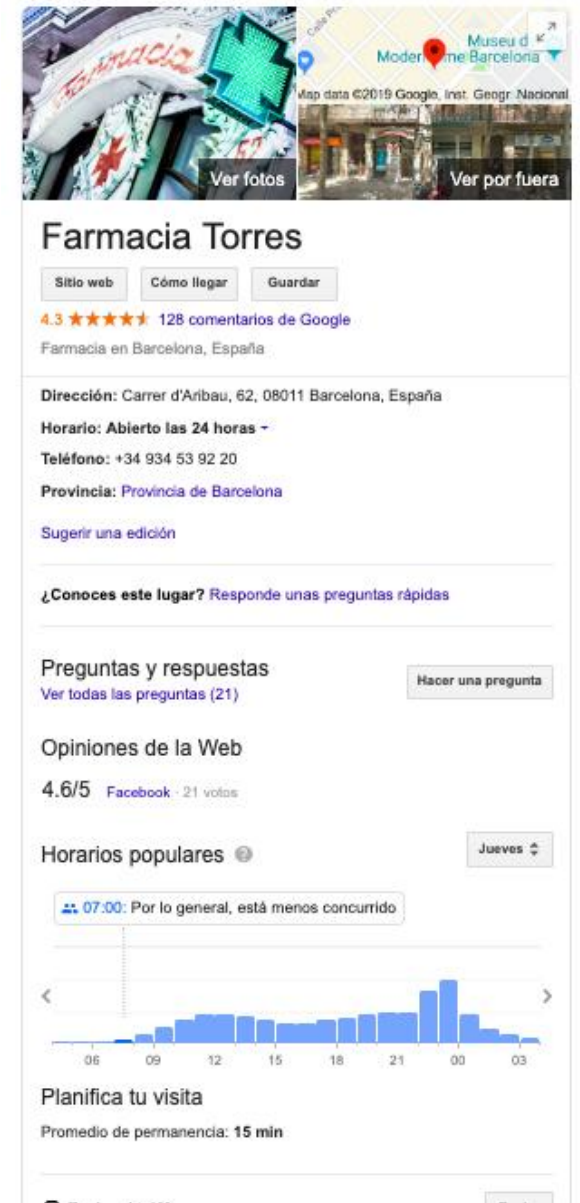 Farmacia
Calle
Museu d
Modernisme Barcelona
Map data ©2019 Google, Inst. Geogr. Nacional
Ver fotos
Ver por fuera
Farmacia Torres
Sitio web
Cómo llegar
Guardar
4.3 ★★★★★ 128 comentarios de Google
Farmacia en Barcelona, España
Dirección: Carrer d'Aribau, 62, 08011 Barcelona, España
Horario: Abierto las 24 horas
Teléfono: +34 934 53 92 20
Provincia: Provincia de Barcelona
Sugerir una edición
¿Conoces este lugar? Responde unas preguntas rápidas
Preguntas y respuestas
Hacer una pregunta
Ver todas las preguntas (21)
Opiniones de la Web
4.6/5 Facebook · 21 votos
Horarios populares
Jueves
07:00: Por lo general, está menos concurrido
06 09 12 15 18 21 00 03
Planifica tu visita
Promedio de permanencia: 15 min